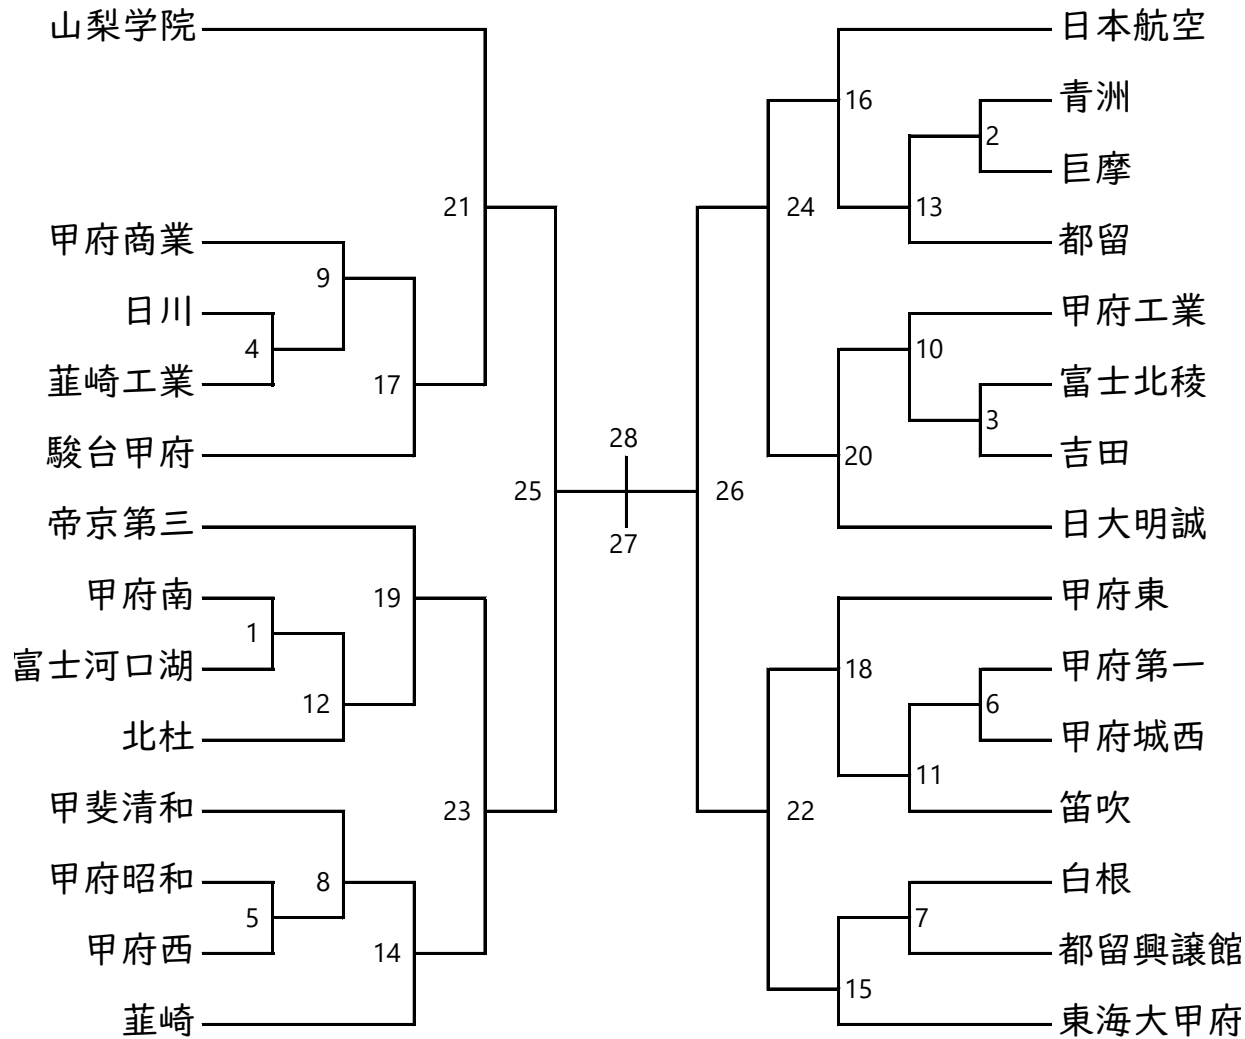 山梨学院
甲府商業
日川
韮崎工業
駿台甲府
帝京第三
甲府南
富士河口湖
北杜
甲斐清和
甲府昭和
甲府西
韮崎
21
9
4
17
25
19
1
12
23
8
5
14
28
27
日本航空
青洲
巨摩
都留
甲府工業
富士北稜
吉田
日大明誠
甲府東
甲府第一
甲府城西
笛吹
白根
都留興譲館
東海大甲府
16
2
24
13
10
3
20
26
18
6
11
22
7
15